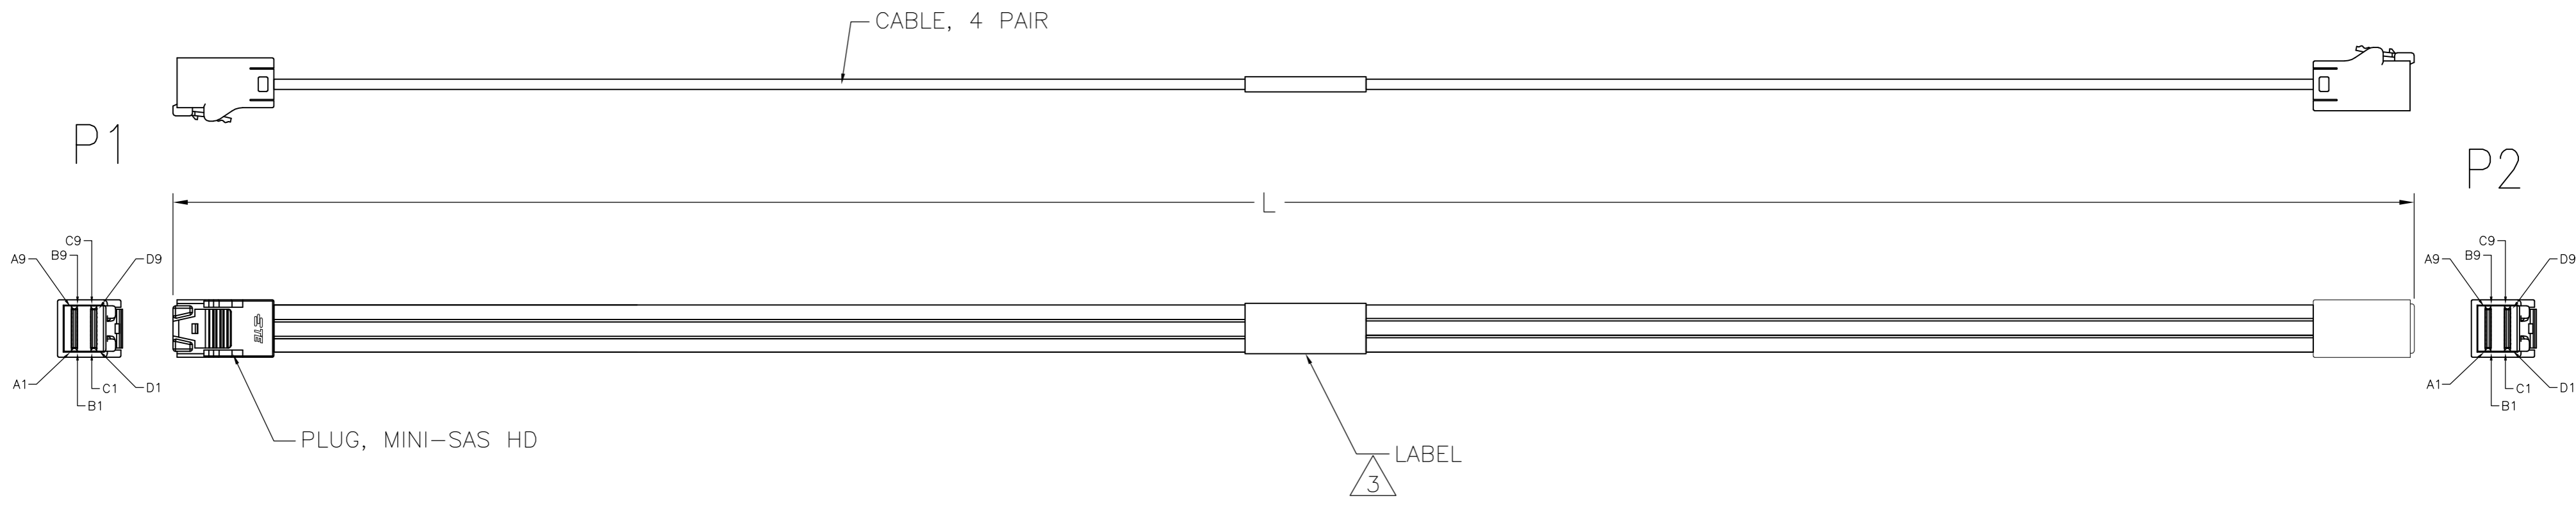 CABLE, 4 PAIR
P1
P2
L
C9
B9
A9
D9
A1
C1
D1
B1
TE
C9
B9
A9
D9
A1
C1
D1
B1
PLUG, MINI-SAS HD
LABEL
3